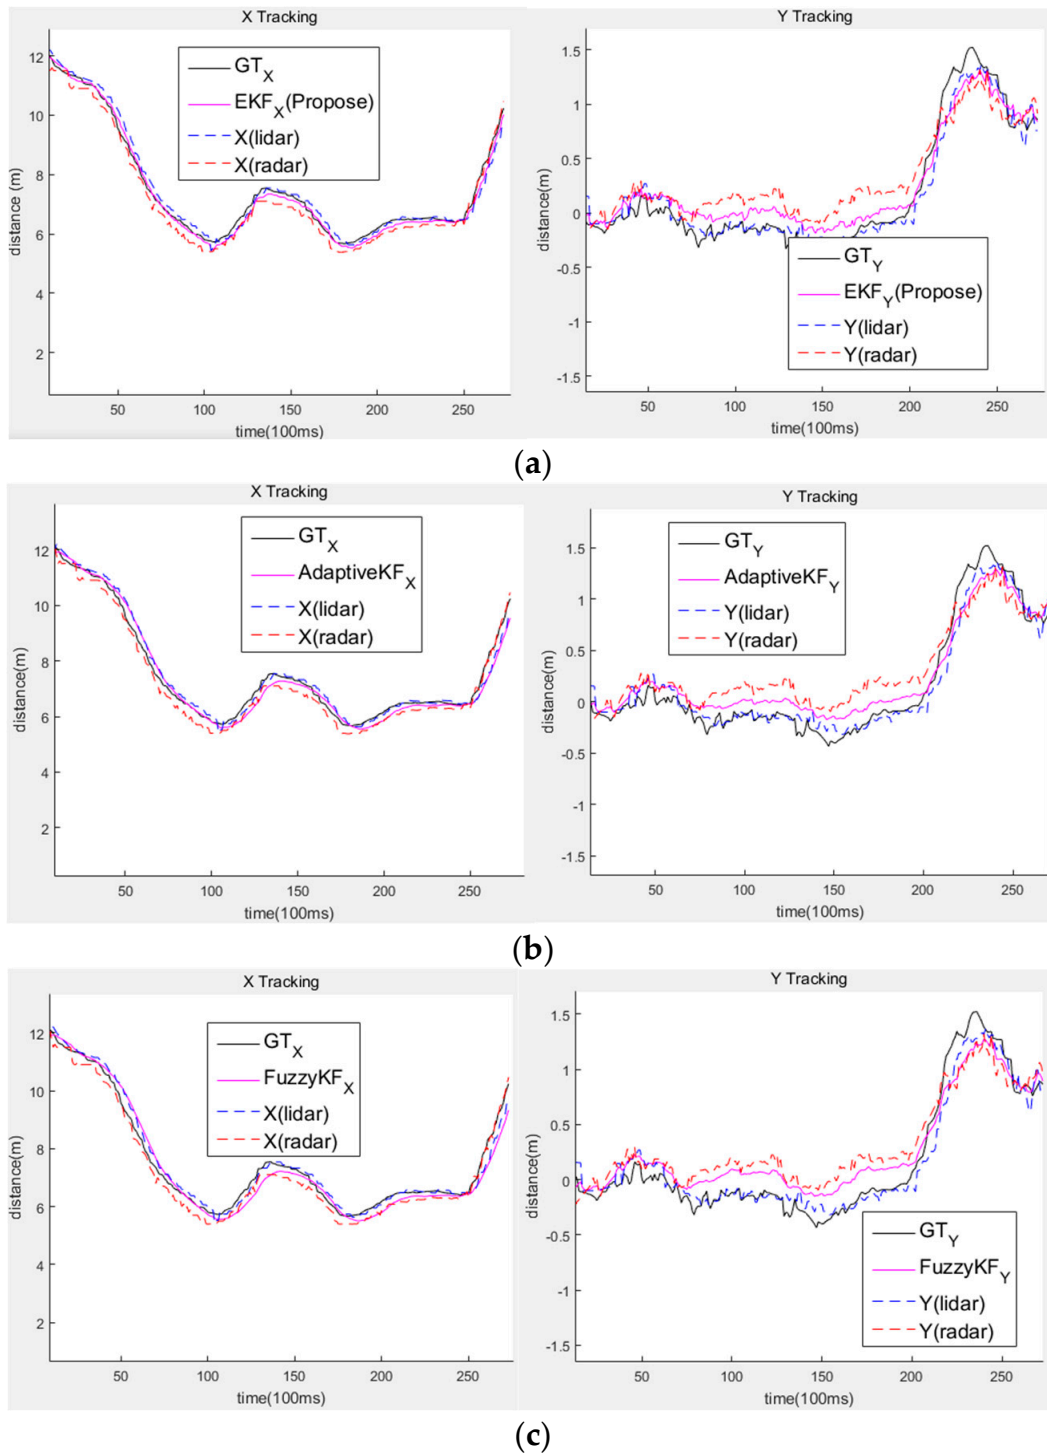 X Tracking
12
10
8
6
4
2
distance (m)
GT_X
EKF_X(Propose)
X(lidar)
X(radar)
50
100
150
200
250
time(100ms)
Y Tracking
1.5
1
0.5
0
-0.5
-1
-1.5
distance(m)
GT_Y
EKF_Y(Propose)
Y(lidar)
Y(radar)
50
100
150
200
250
time(100ms)
(a)
X Tracking
12
10
8
6
4
2
distance(m)
GT_X
AdaptiveKF_X
X(lidar)
X(radar)
50
100
150
200
250
time(100ms)
Y Tracking
1.5
1
0.5
0
-0.5
-1
-1.5
distance(m)
GT_Y
AdaptiveKF_Y
Y(lidar)
Y(radar)
50
100
150
200
250
time(100ms)
(b)
X Tracking
12
10
8
6
4
2
distance(m)
GT_X
FuzzyKF_X
X(lidar)
X(radar)
50
100
150
200
250
time(100ms)
Y Tracking
1.5
1
0.5
0
-0.5
-1
-1.5
distance(m)
GT_Y
FuzzyKF_Y
Y(lidar)
Y(radar)
50
100
150
200
250
time(100ms)
(c)